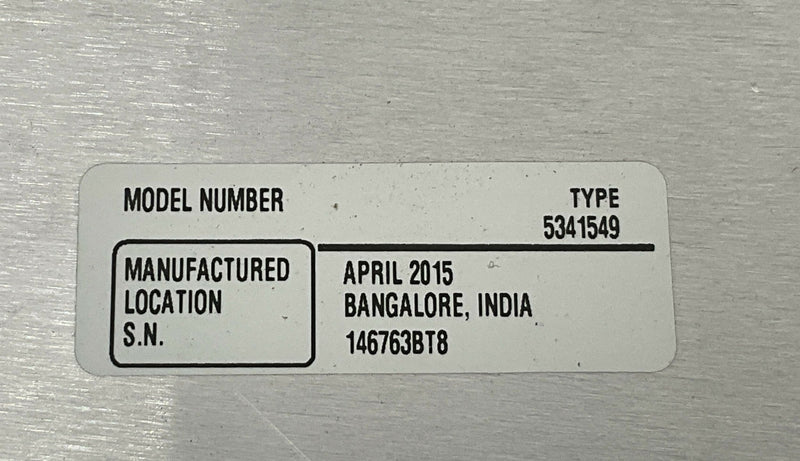 MODEL NUMBER TYPE
5341549
MANUFACTURED APRIL 2015
LOCATION BANGALORE, INDIA
S.N. 146763BT8